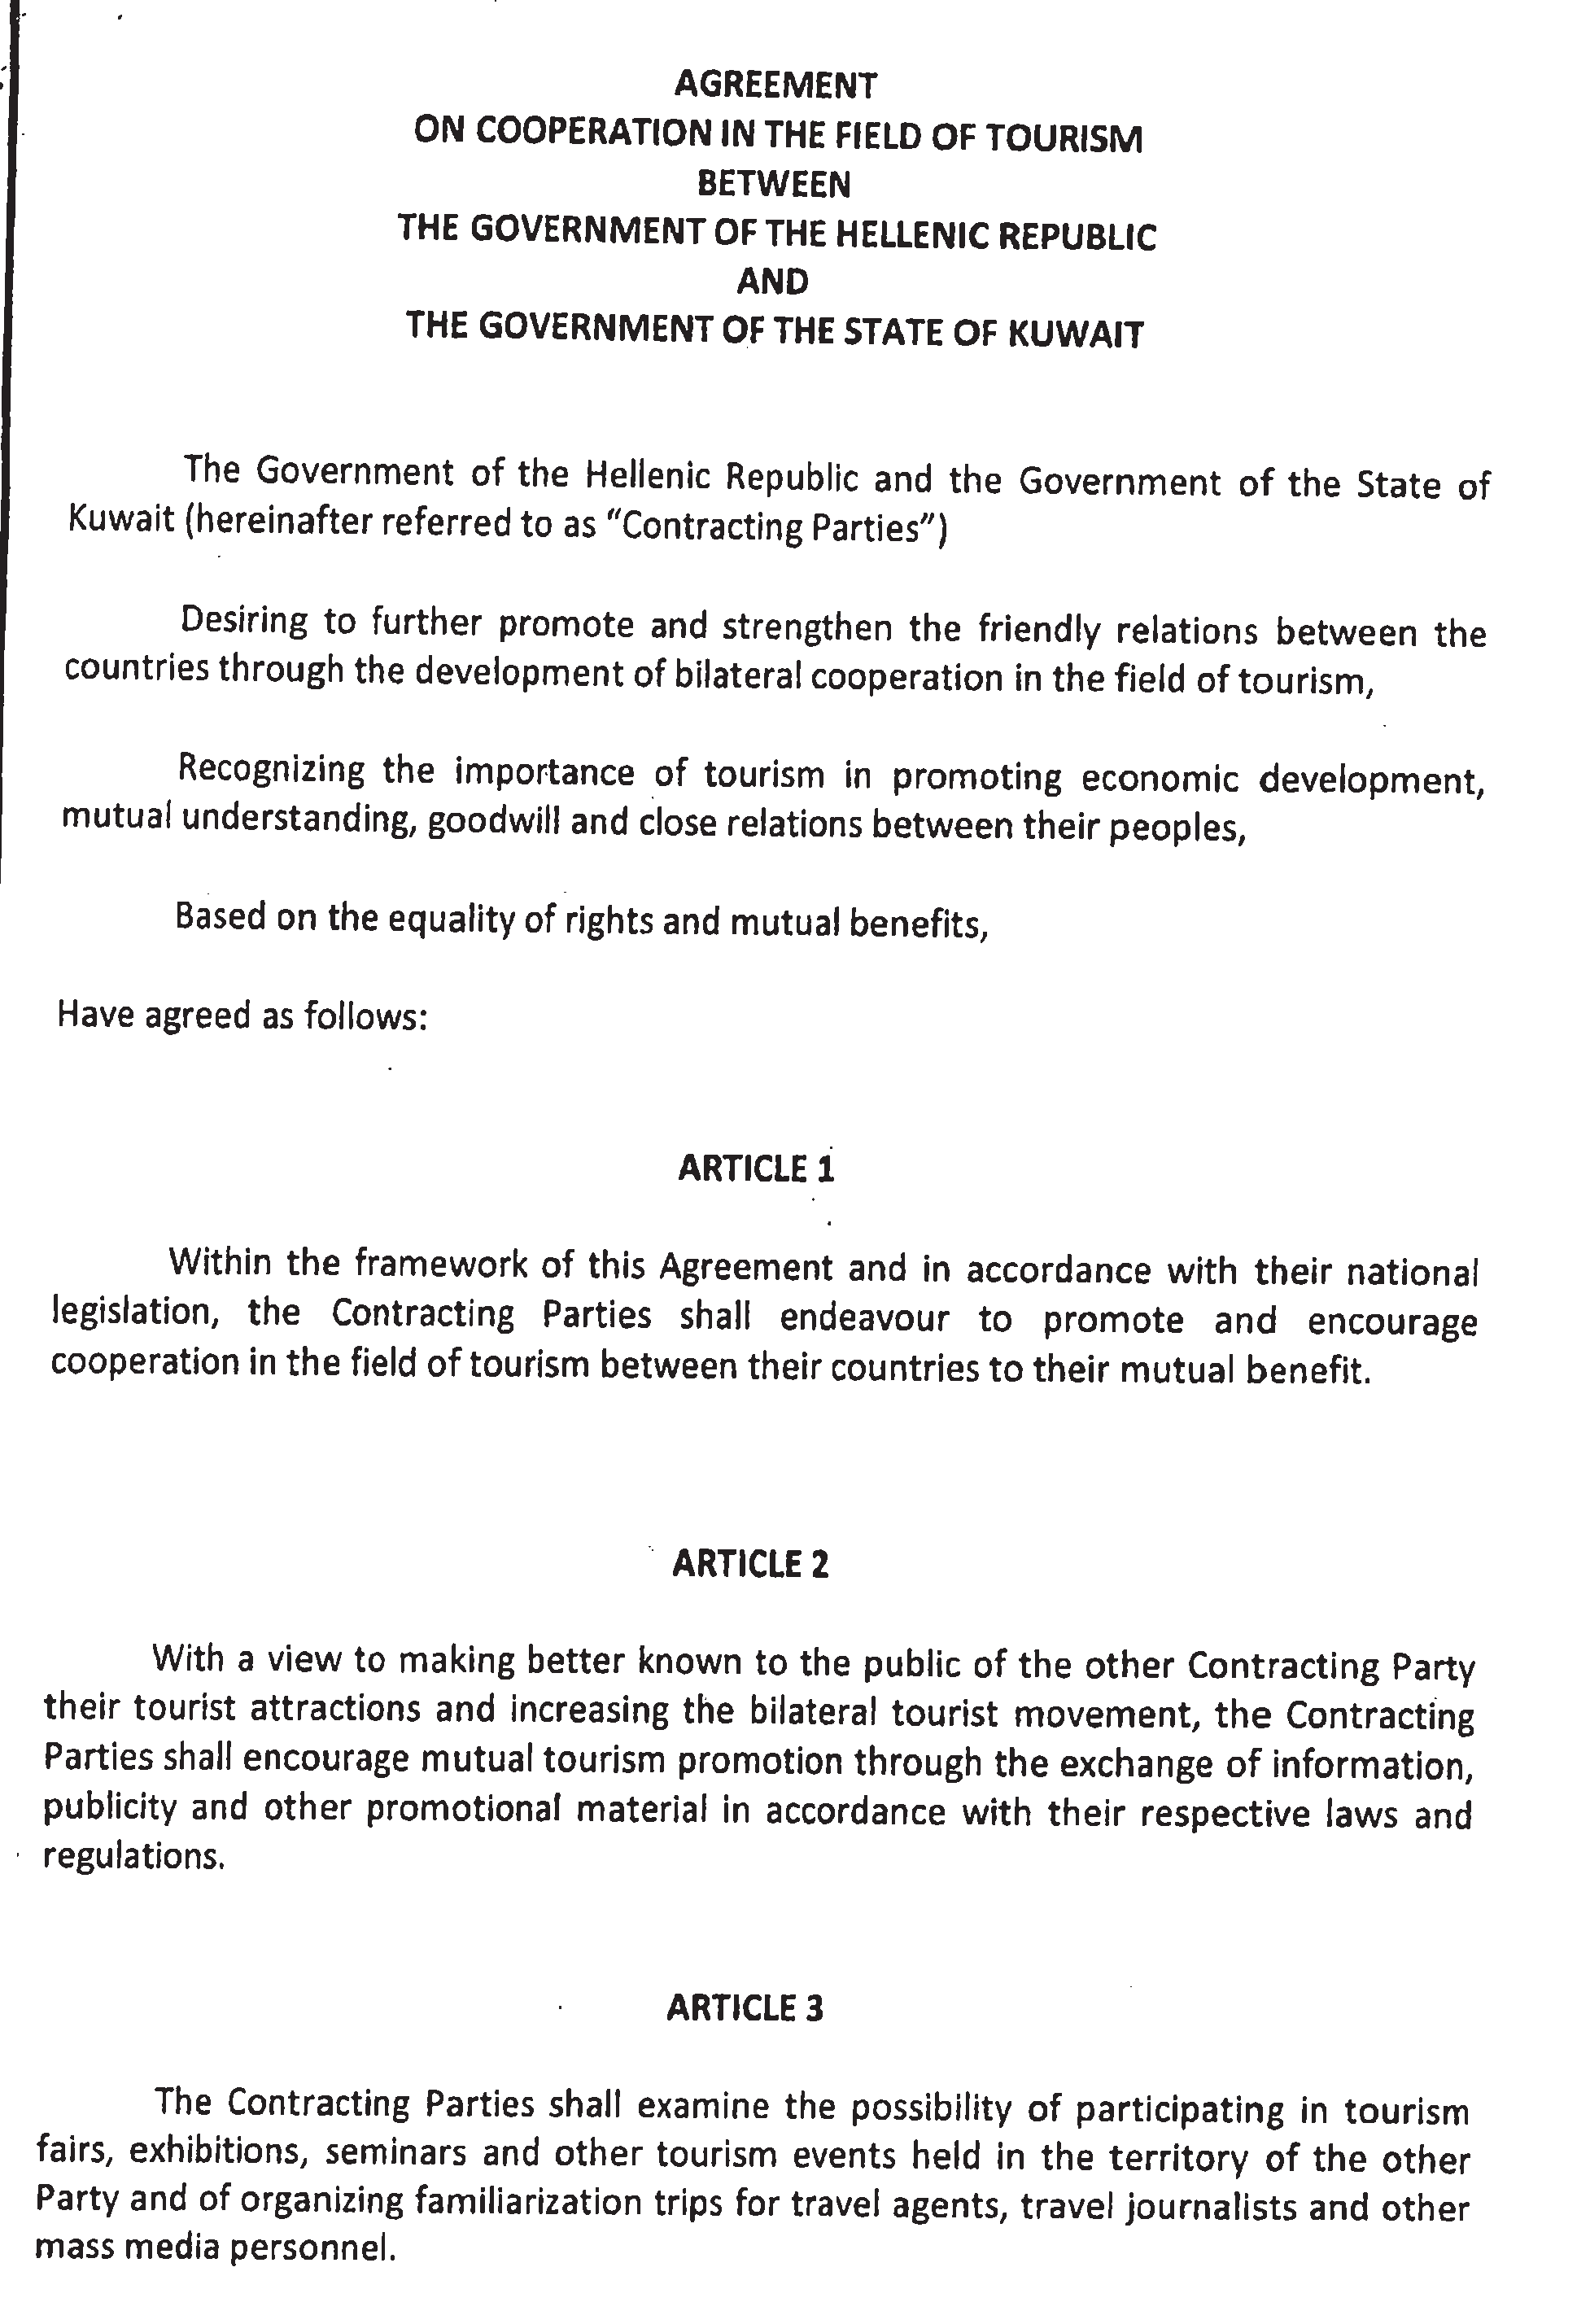 AGREEMENT
ON COOPERATION IN THE FIELD OF TOURISM
BETWEEN
THE GOVERNMENT OF THE HELLENIC REPUBLIC
AND
THE GOVERNMENT OF THE STATE OF KUWAIT
The Government of the Hellenic Republic and the Government of the State of
Kuwait (hereinafter referred to as "Contracting Parties")
Desiring to further promote and strengthen the friendly relations between the
countries through the development of bilateral cooperation in the field of tourism,
Recognizing the importance of tourism in promoting economic development,
mutual understanding, goodwill and close relations between their peoples,
Based on the equality of rights and mutual benefits,
Have agreed as follows:
ARTICLE 1
Within the framework of this Agreement and in accordance with their national
legislation, the Contracting Parties shall endeavour to promote and encourage
cooperation in the field of tourism between their countries to their mutual benefit.
ARTICLE 2
With a view to making better known to the public of the other Contracting Party
their tourist attractions and increasing the bilateral tourist movement, the Contracting
Parties shall encourage mutual tourism promotion through the exchange of information,
publicity and other promotional material in accordance with their respective laws and
regulations.
ARTICLE 3
The Contracting Parties shall examine the possibility of participating in tourism
fairs, exhibitions, seminars and other tourism events held in the territory of the other
Party and of organizing familiarization trips for travel agents, travel journalists and other
mass media personnel.